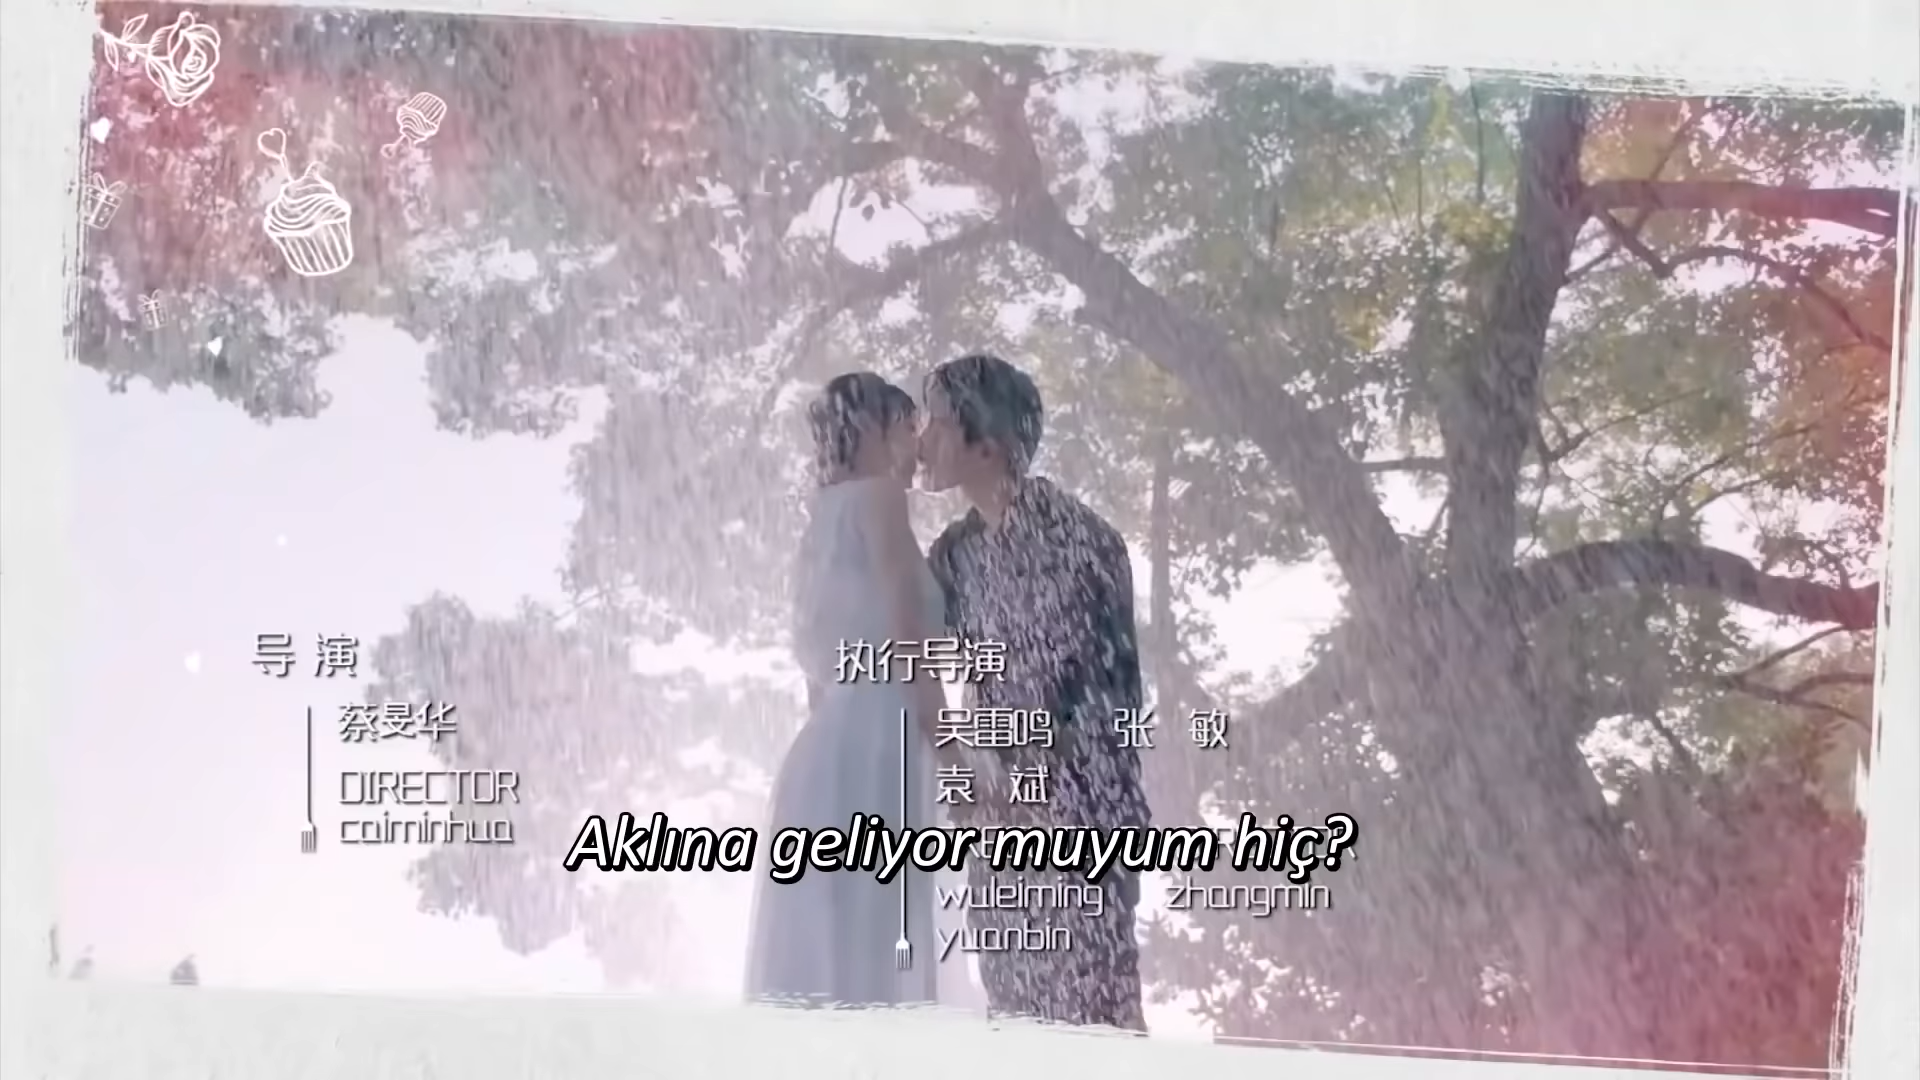 导 演
蔡旻华
DIRECTOR
caiminhua
执行导演
吴雷鸣 张 敏
袁 斌
wuleiming zhangmin
yuanbin
Aklına geliyor muyum hiç?